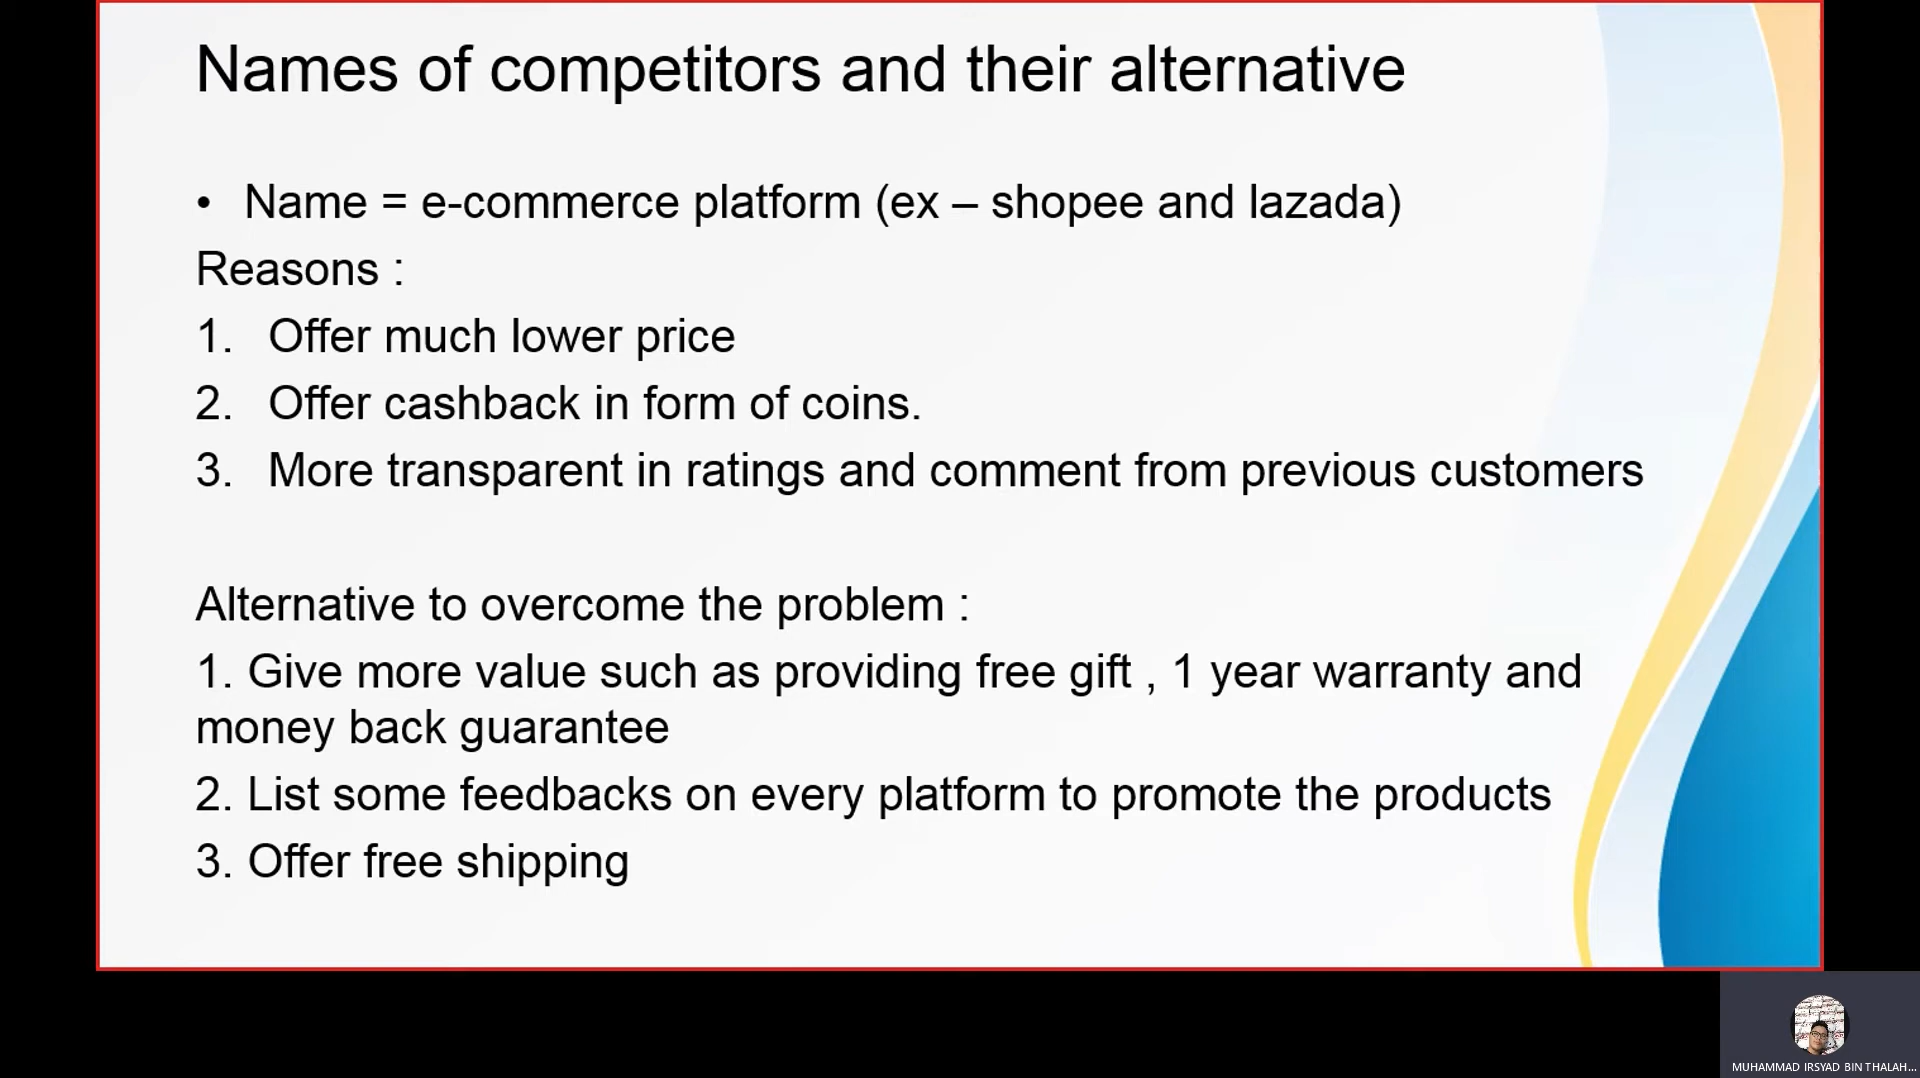 Names of competitors and their alternative
• Name = e-commerce platform (ex – shopee and lazada)
Reasons :
1. Offer much lower price
2. Offer cashback in form of coins.
3. More transparent in ratings and comment from previous customers
Alternative to overcome the problem :
1. Give more value such as providing free gift , 1 year warranty and
money back guarantee
2. List some feedbacks on every platform to promote the products
3. Offer free shipping
MUHAMMAD IRSYAD BIN THALAH...